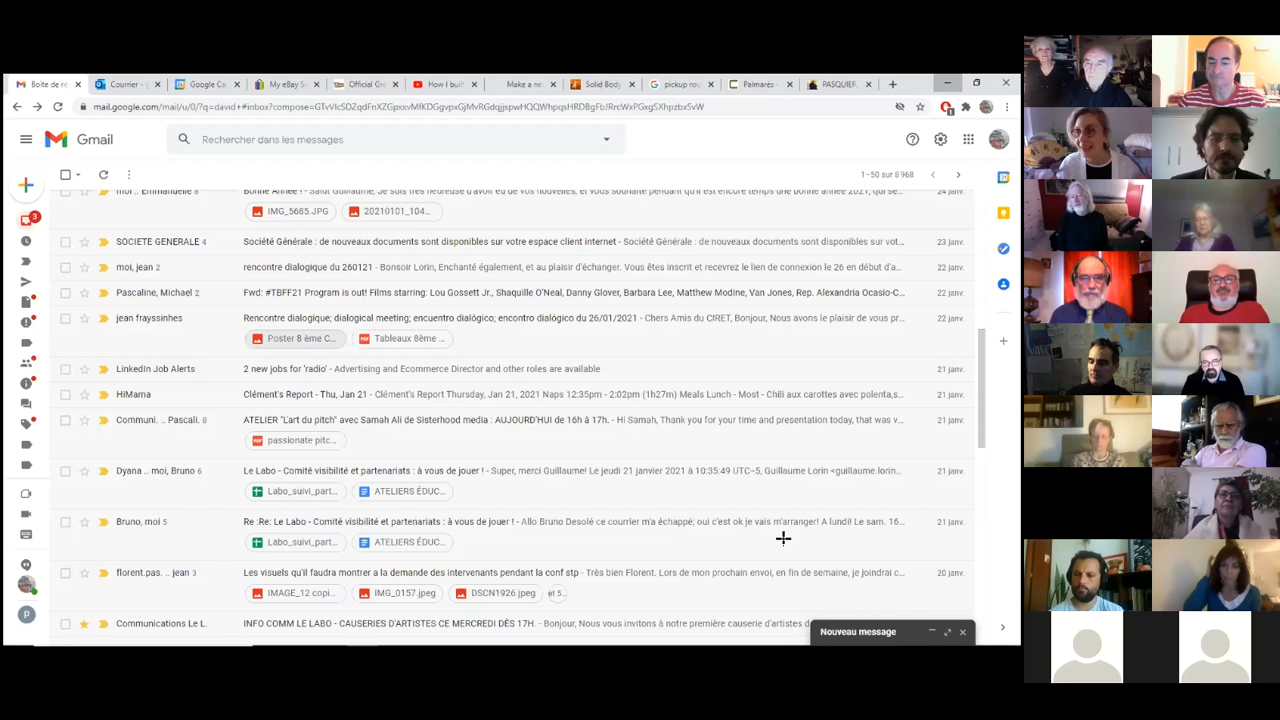 Boîte de re
Courrier - g
Google Ca
My eBay S
Official Gre
How I built
Make a ne
Solid Bod
pickup rou
Palmarès -
PASQUIER
mail.google.com/mail/u/0/?q=david+#inbox?compose=
Gmail
Rechercher dans les messages
1–50 sur 8 968
moi .. Emmanuelle 8 Bonne Année ! - Salut Guillaume, Je suis très heureux d'avoir eu de vos nouvelles, et vous souhaite pendant qu'il est encore temps une bonne année 2021, qui se... 24 janv.
IMG_5685.JPG 20210101_104...
SOCIETE GENERALE 4 Société Générale : de nouveaux documents sont disponibles sur votre espace client internet - Société Générale : de nouveaux documents sont disponibles sur vot... 23 janv.
moi, jean 2 rencontre dialogique du 260121 - Bonsoir Lorin, Enchanté également, et au plaisir d'échanger. Vous êtes inscrit et recevrez le lien de connexion le 26 en début d'a... 22 janv.
Pascaline, Michael 2 Fwd: #TBFF21 Program is out! Films starring: Lou Gossett Jr., Shaquille O'Neal, Danny Glover, Barbara Lee, Matthew Modine, Van Jones, Rep. Alexandria Ocasio-C... 22 janv.
jean frayssinhes Rencontre dialogique; dialogical meeting; encuentro dialógico; encontro dialógico du 26/01/2021 - Chers Amis du CIRET, Bonjour, Nous avons le plaisir de vous pr... 22 janv.
Poster 8 ème C... Tableaux 8ème ...
LinkedIn Job Alerts 2 new jobs for 'radio' - Advertising and Ecommerce Director and other roles are available 21 janv.
HiMama Clément's Report - Thu, Jan 21 - Clément's Report Thursday, Jan 21, 2021 Naps 12:35pm - 2:02pm (1h27m) Meals Lunch - Most - Chili aux carottes avec polenta,s... 21 janv.
Communi. .. Pascali. 8 ATELIER "L'art du pitch" avec Samah Ali de Sisterhood media : AUJOURD'HUI de 16h à 17h. - Hi Samah, Thank you for your time and presentation today, that was v... 21 janv.
passionate pitc...
Dyana .. moi, Bruno 6 Le Labo - Comité visibilité et partenariats : à vous de jouer ! - Super, merci Guillaume! Le jeudi 21 janvier 2021 à 10:35:49 UTC−5, Guillaume Lorin <guillaume.lorin... 21 janv.
Labo_suivi_part... ATELIERS ÉDUC...
Bruno, moi 5 Re :Re: Le Labo - Comité visibilité et partenariats : à vous de jouer ! - Allo Bruno Desolé ce courrier m'a échappé; oui c'est ok je vais m'arranger! A lundi! Le sam. 16... 21 janv.
Labo_suivi_part... ATELIERS ÉDUC...
florent.pas. .. jean 3 Les visuels qu'il faudra montrer a la demande des intervenants pendant la conf stp - Très bien Florent. Lors de mon prochain envoi, en fin de semaine, je joindrai c... 20 janv.
IMAGE_12 copi... IMG_0157.jpeg DSCN1926.jpeg et 5...
Communications Le L. INFO COMM LE LABO - CAUSERIES D'ARTISTES CE MERCREDI DÈS 17H. - Bonjour, Nous vous invitons à notre première causerie d'artistes d
Nouveau message